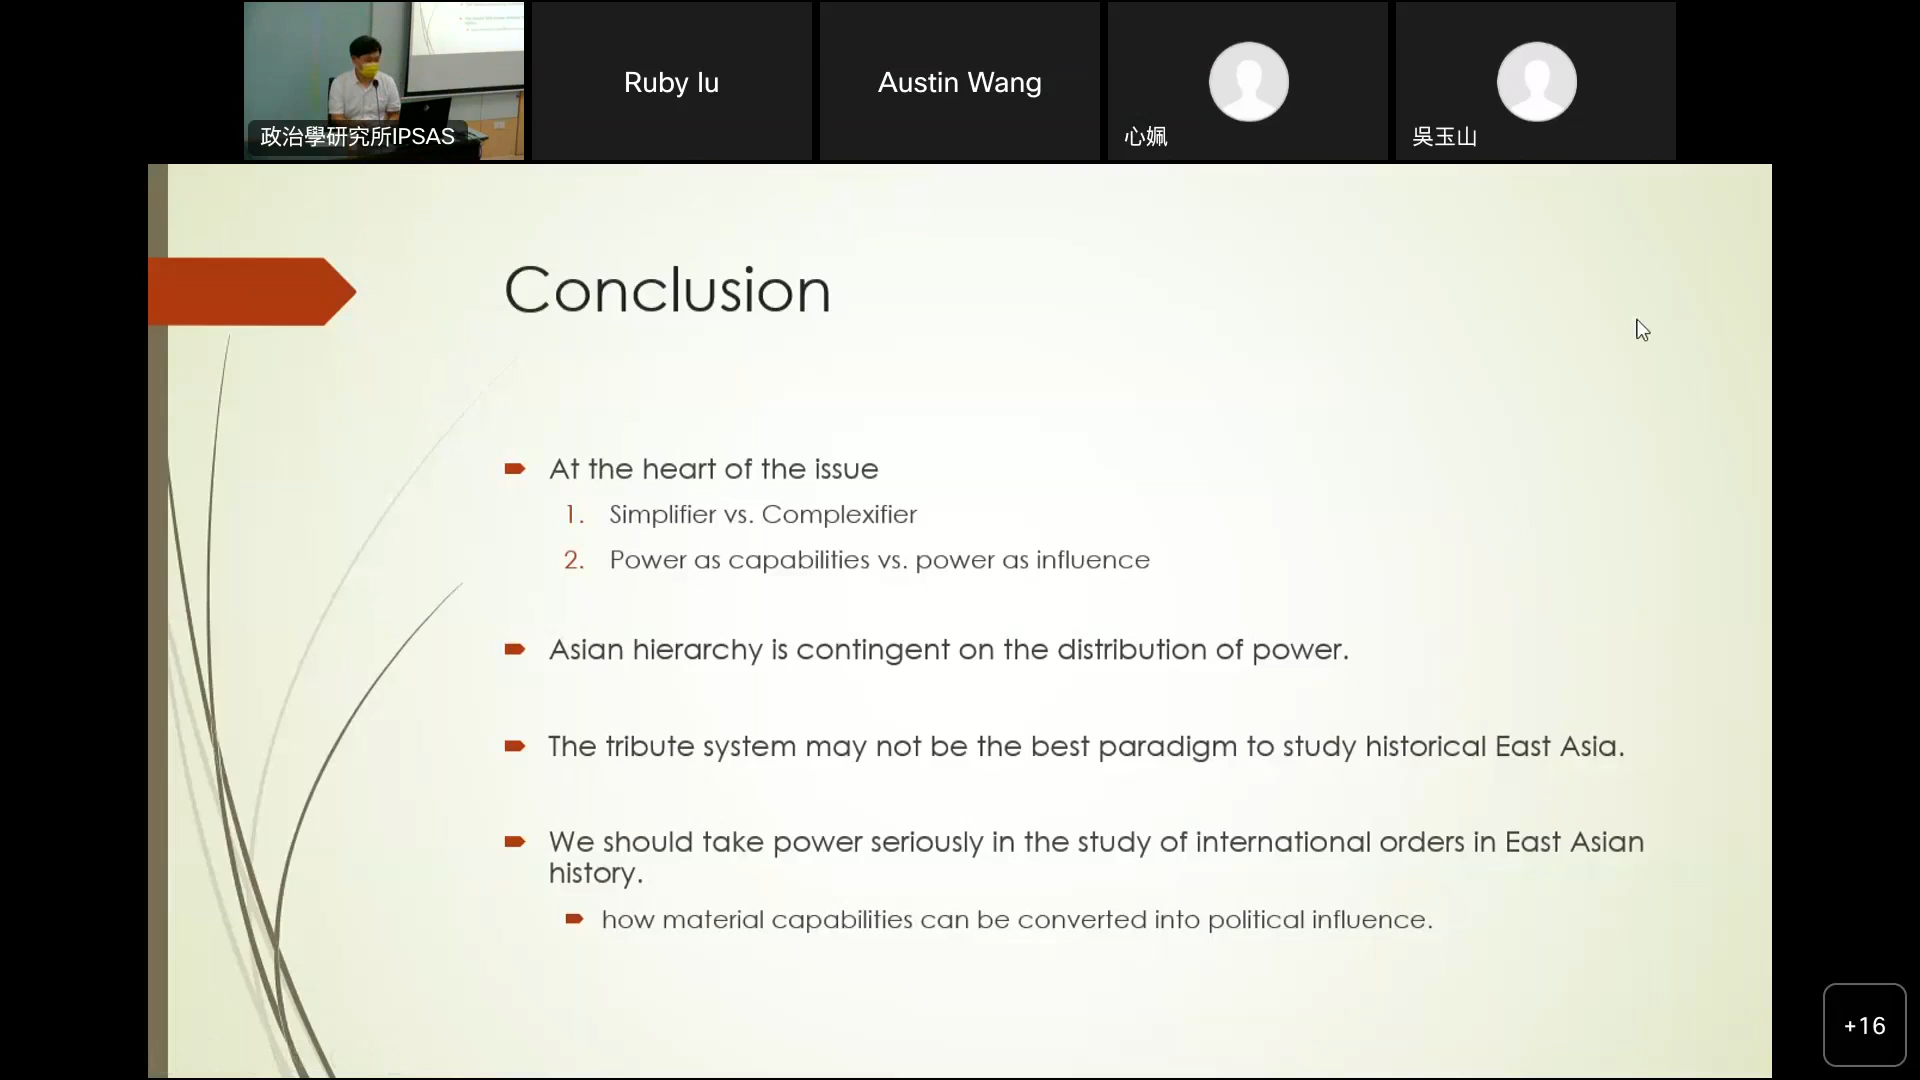 政治學研究所IPSAS
Ruby lu
Austin Wang
心姵
吳玉山
Conclusion
At the heart of the issue
1. Simplifier vs. Complexifier
2. Power as capabilities vs. power as influence
Asian hierarchy is contingent on the distribution of power.
The tribute system may not be the best paradigm to study historical East Asia.
We should take power seriously in the study of international orders in East Asian
history.
how material capabilities can be converted into political influence.
+16